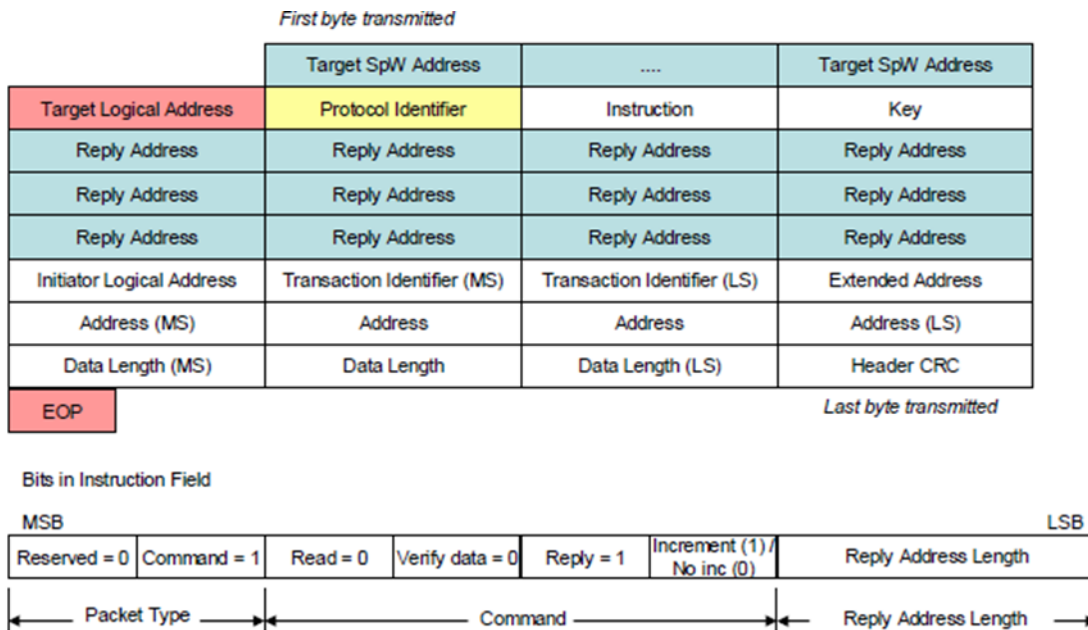 First byte transmitted
Target SpW Address .... Target SpW Address
Target Logical Address Protocol Identifier Instruction Key
Reply Address Reply Address Reply Address Reply Address
Reply Address Reply Address Reply Address Reply Address
Reply Address Reply Address Reply Address Reply Address
Initiator Logical Address Transaction Identifier (MS) Transaction Identifier (LS) Extended Address
Address (MS) Address Address Address (LS)
Data Length (MS) Data Length Data Length (LS) Header CRC
EOP Last byte transmitted
Bits in Instruction Field
MSB LSB
Reserved = 0 Command = 1 Read = 0 Verify data = 0 Reply = 1 Increment (1) / No inc (0) Reply Address Length
Packet Type Command Reply Address Length